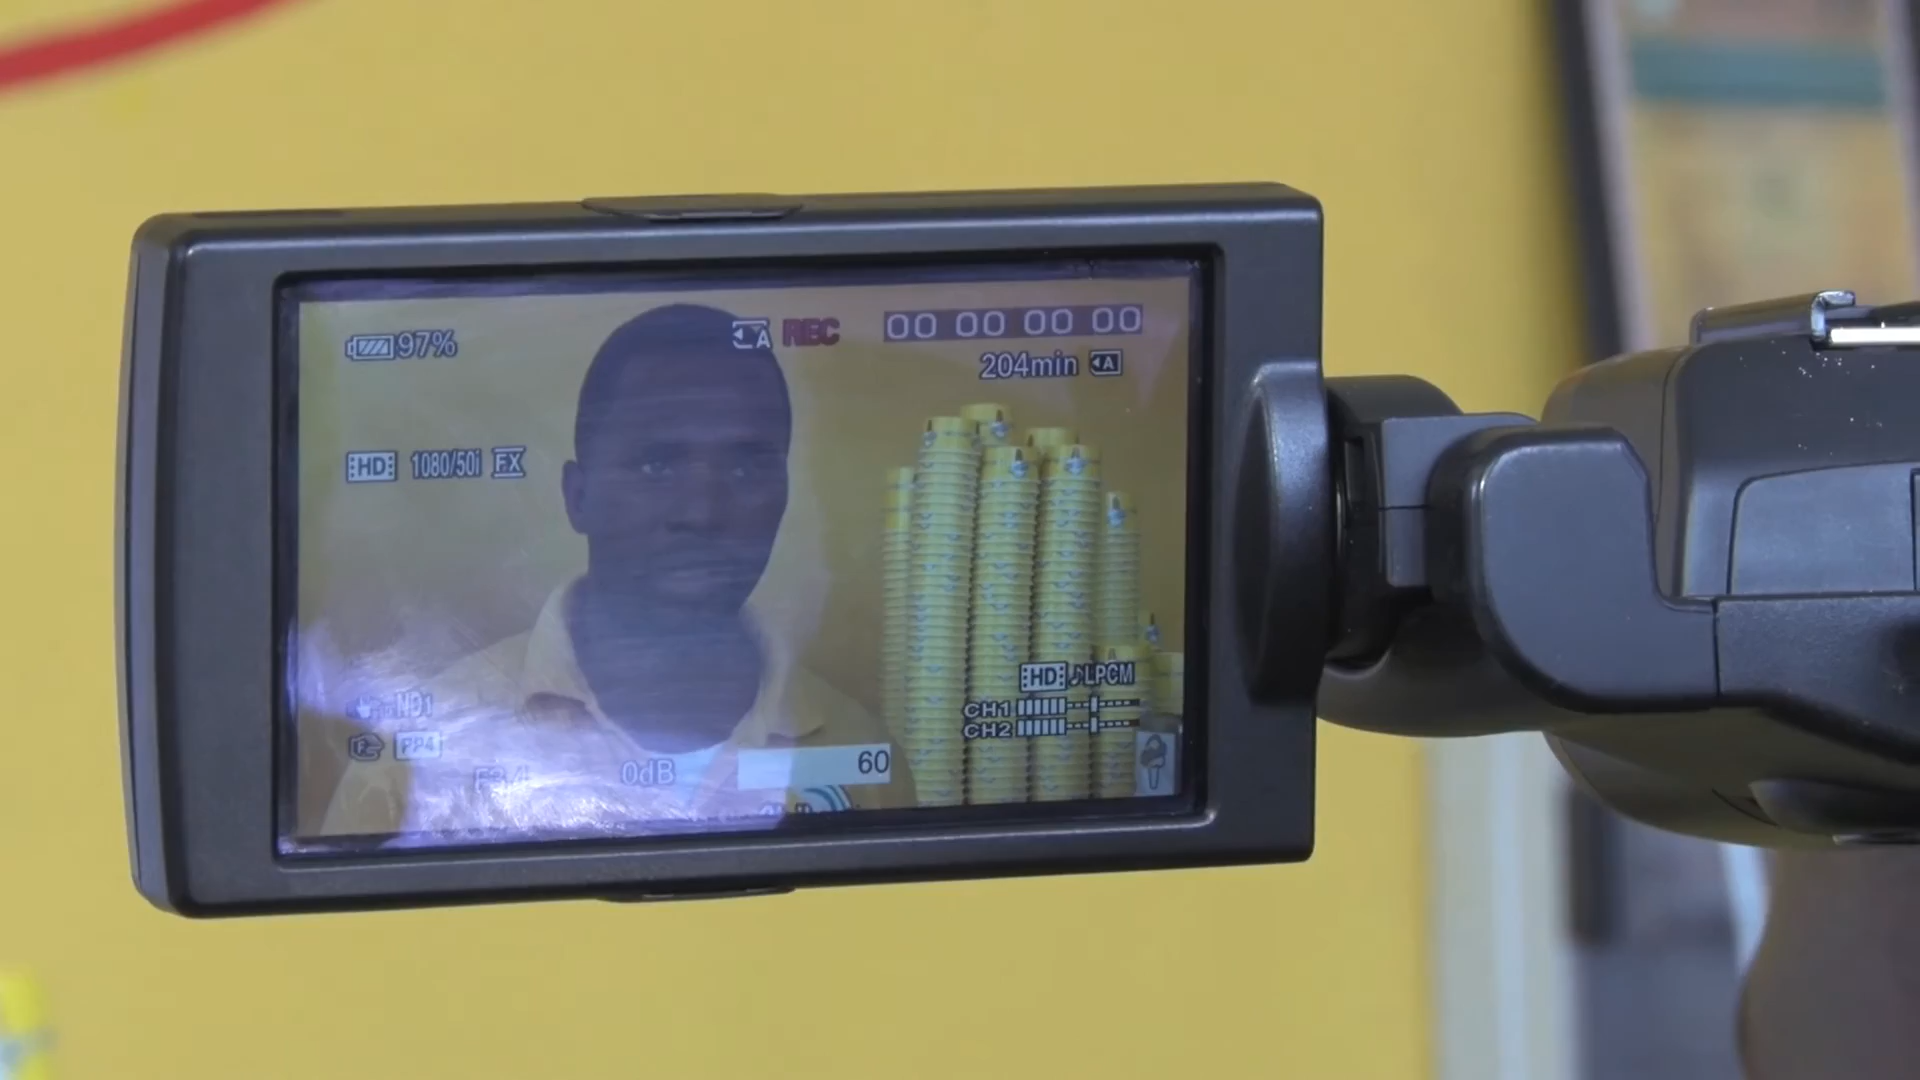 97%
A REC 00 00 00 00
204min A
HD 1080/50i FX
HD LPCM
ND1
CH1
CH2
PP4
0dB
60